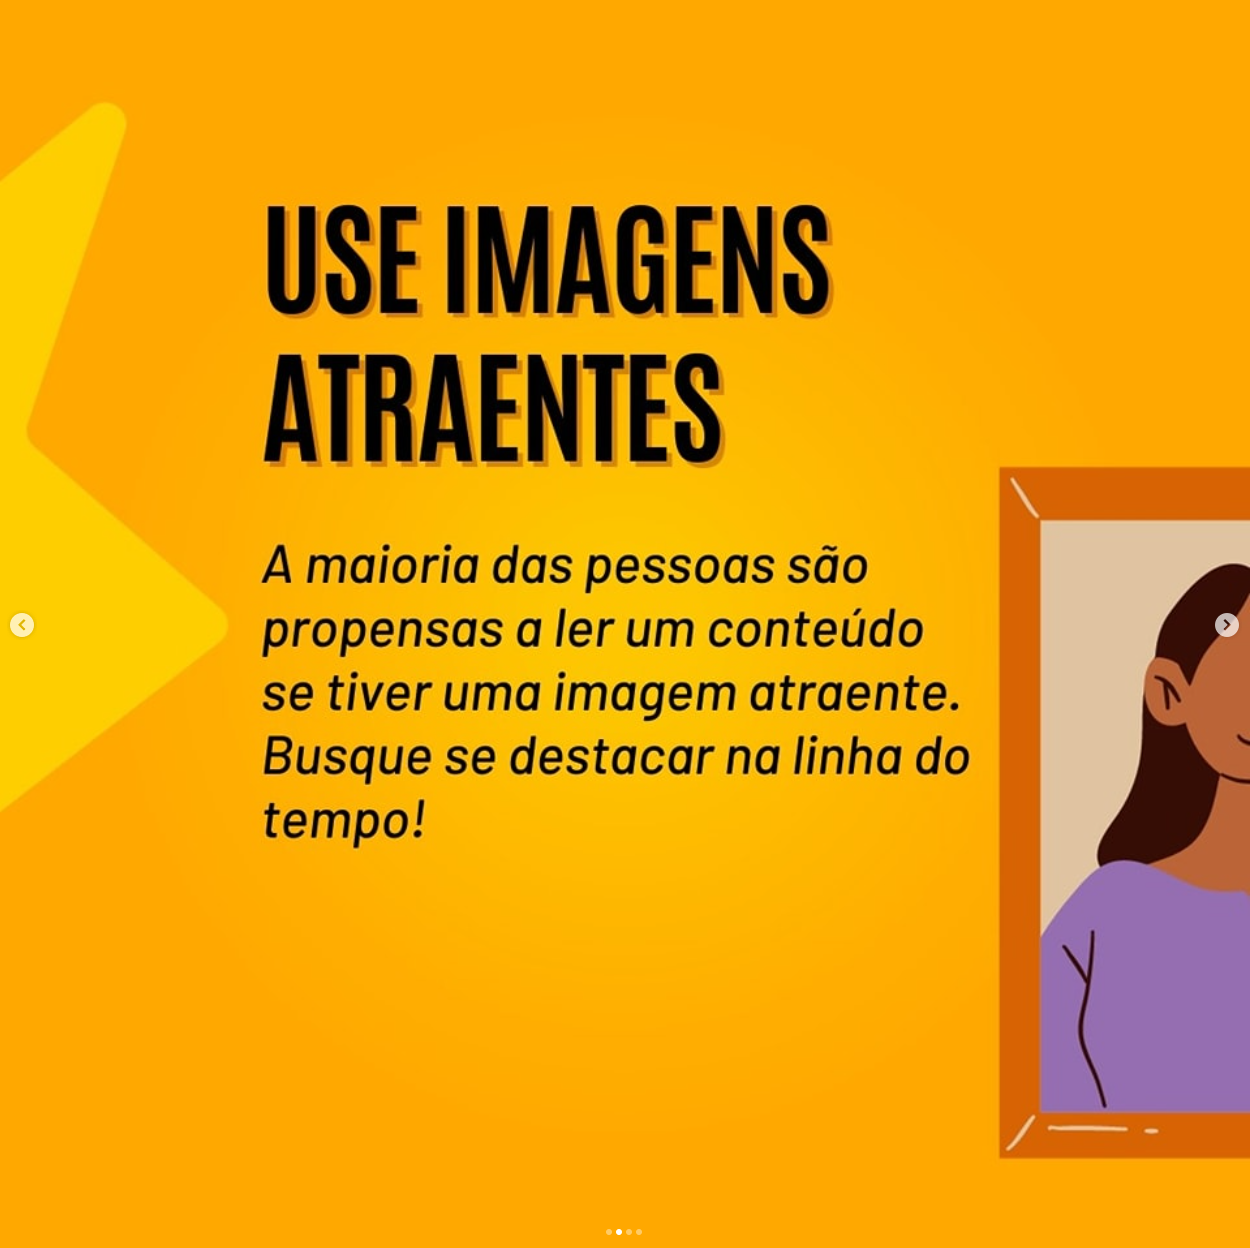 USE IMAGENS
ATRAENTES
A maioria das pessoas são
propensas a ler um conteúdo
se tiver uma imagem atraente.
Busque se destacar na linha do
tempo!